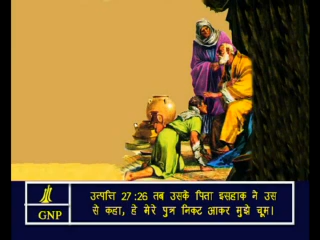 उत्पत्ति 27:26 तब उसके पिता इसहाक ने उस
से कहा, हे मेरे पुत्र निकट आकर मुझे चूम।
GNP